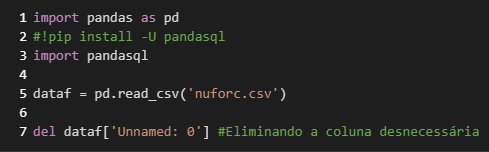 1 import pandas as pd
2 #!pip install -U pandasql
3 import pandasql
4
5 dataf = pd.read_csv('nuforc.csv')
6
7 del dataf['Unnamed: 0'] #Eliminando a coluna desnecessária